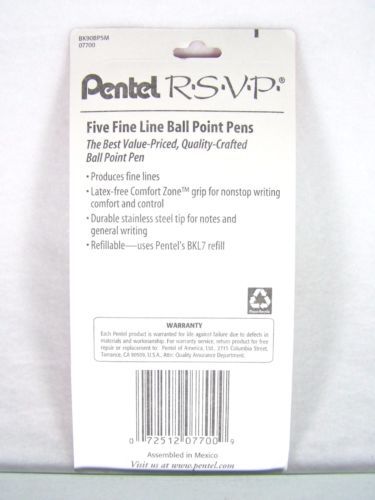 BK90BP5M
07700
Pentel R·S·V·P·®
Five Fine Line Ball Point Pens
The Best Value-Priced, Quality-Crafted
Ball Point Pen
• Produces fine lines
• Latex-free Comfort Zone™ grip for nonstop writing
comfort and control
• Durable stainless steel tip for notes and
general writing
• Refillable—uses Pentel's BKL7 refill
WARRANTY
Each Pentel product is warranted for life against failure due to defects in
materials and workmanship. For warranty service, return product for free
repair or replacement to: Pentel of America, Ltd., 2715 Columbia Street,
Torrance, CA 90503, U.S.A., Attn: Quality Assurance Department.
0 72512 07700 9
Assembled in Mexico
Visit us at www.pentel.com